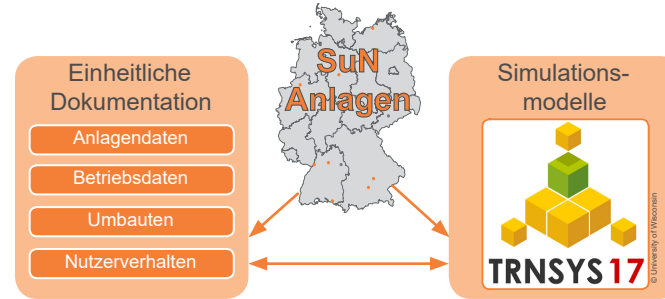 Einheitliche
Dokumentation
Anlagendaten
Betriebsdaten
Umbauten
Nutzerverhalten
SuN
Anlagen
Simulations-
modelle
TRNSYS 17
© University of Wisconsin